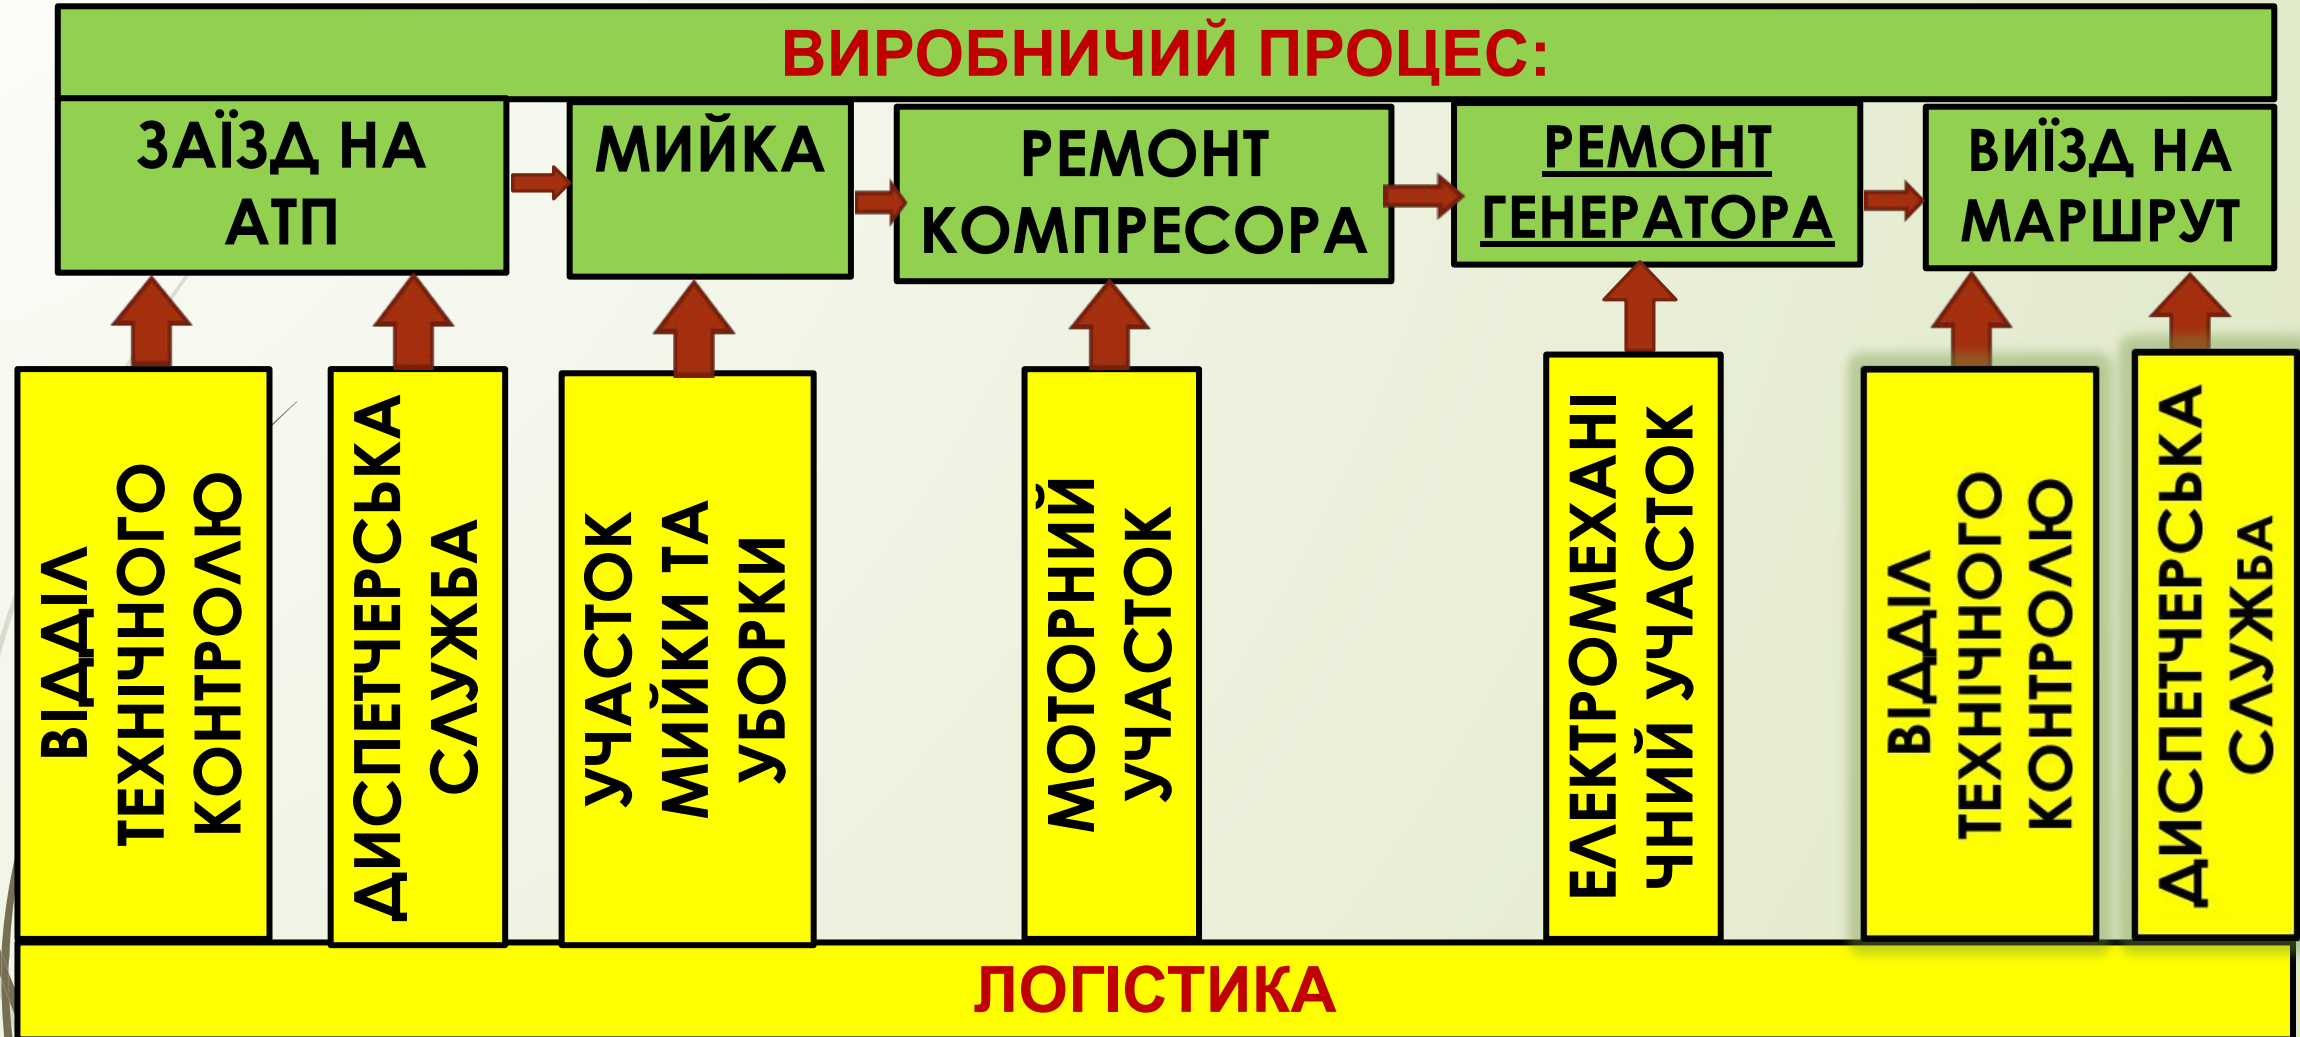 ВИРОБНИЧИЙ ПРОЦЕС:
ЗАЇЗД НА
АТП
МИЙКА
РЕМОНТ
КОМПРЕСОРА
РЕМОНТ
ГЕНЕРАТОРА
ВИЇЗД НА
МАРШРУТ
ВІДДІЛ
ТЕХНІЧНОГО
КОНТРОЛЮ
ДИСПЕТЧЕРСЬКА
СЛУЖБА
УЧАСТОК
МИЙКИ ТА
УБОРКИ
МОТОРНИЙ
УЧАСТОК
ЕЛЕКТРОМЕХАНІ
ЧНИЙ УЧАСТОК
ВІДДІЛ
ТЕХНІЧНОГО
КОНТРОЛЮ
ДИСПЕТЧЕРСЬКА
СЛУЖБА
ЛОГІСТИКА